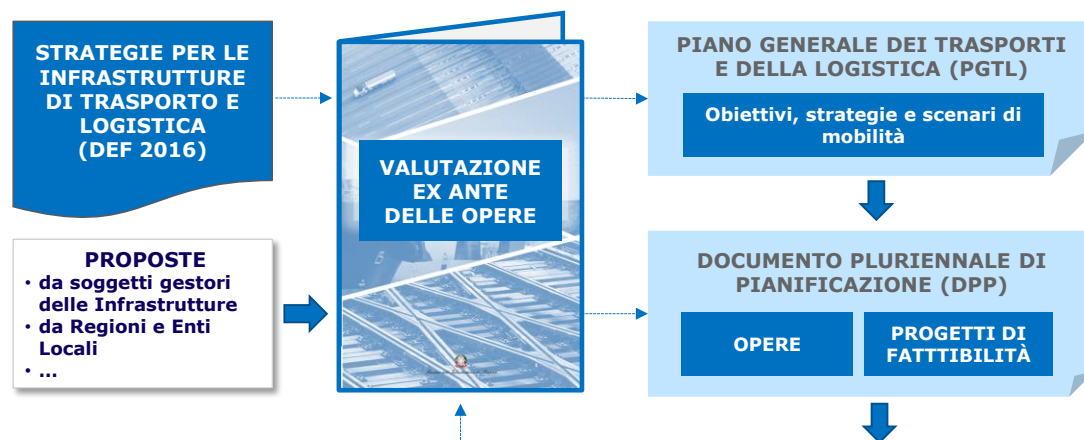 STRATEGIE PER LE
INFRASTRUTTURE
DI TRASPORTO E
LOGISTICA
(DEF 2016)
PROPOSTE
• da soggetti gestori
delle Infrastrutture
• da Regioni e Enti
Locali
• ...
VALUTAZIONE
EX ANTE
DELLE OPERE
PIANO GENERALE DEI TRASPORTI
E DELLA LOGISTICA (PGTL)
Obiettivi, strategie e scenari di
mobilità
DOCUMENTO PLURIENNALE DI
PIANIFICAZIONE (DPP)
OPERE
PROGETTI DI
FATTTIBILITÀ